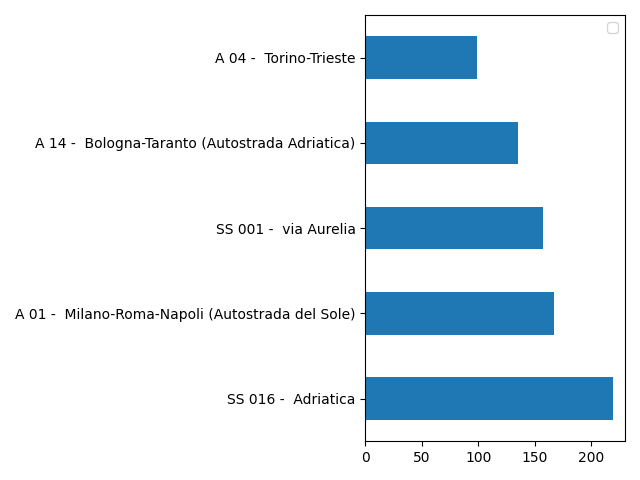 A 04 -  Torino-Trieste
A 14 -  Bologna-Taranto (Autostrada Adriatica)
SS 001 -  via Aurelia
A 01 -  Milano-Roma-Napoli (Autostrada del Sole)
SS 016 -  Adriatica
0 50 100 150 200